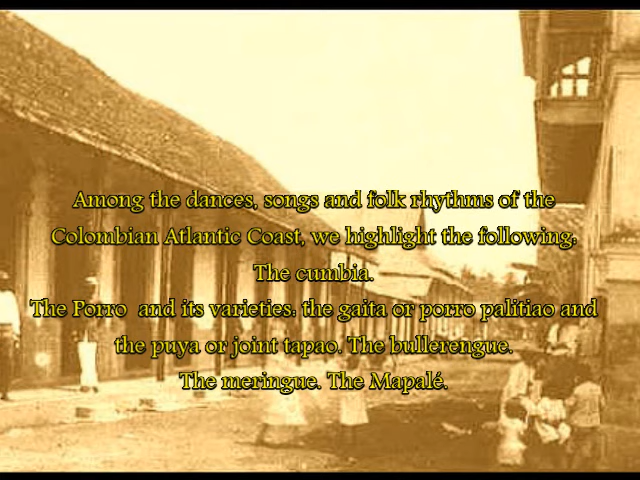 Among the dances, songs and folk rhythms of the
Colombian Atlantic Coast, we highlight the following:
The cumbia.
The Porro and its varieties: the gaita or porro palitiao and
the puya or joint tapao. The bullerengue.
The meringue. The Mapalé.